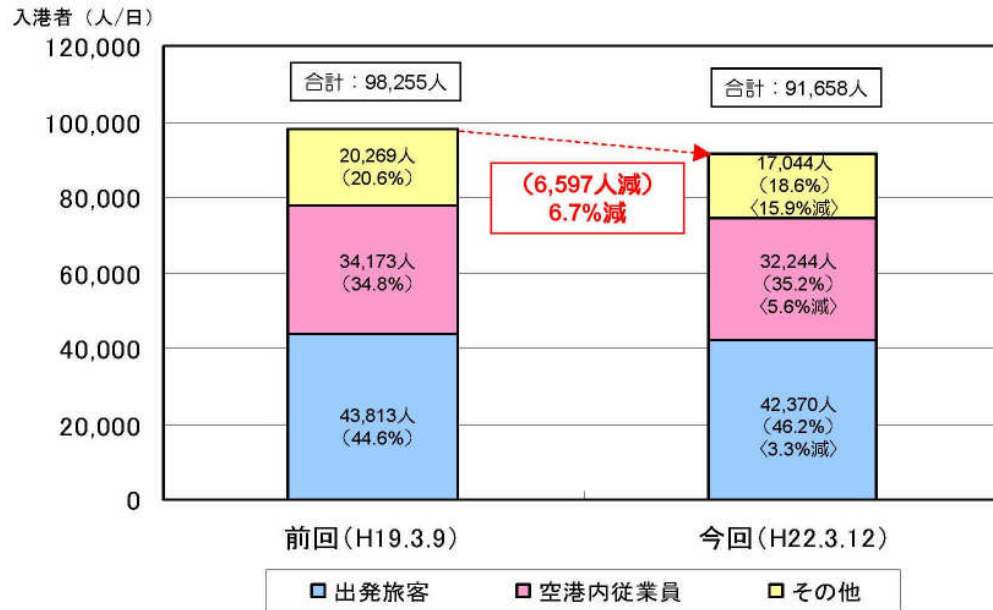 入港者（人/日）
120,000
100,000
80,000
60,000
40,000
20,000
0
合計：98,255人
20,269人
（20.6%）
34,173人
（34.8%）
43,813人
（44.6%）
（6,597人減）
6.7%減
合計：91,658人
17,044人
（18.6%）
〈15.9%減〉
32,244人
（35.2%）
〈5.6%減〉
42,370人
（46.2%）
〈3.3%減〉
前回（H19.3.9） 今回（H22.3.12）
出発旅客 空港内従業員 その他